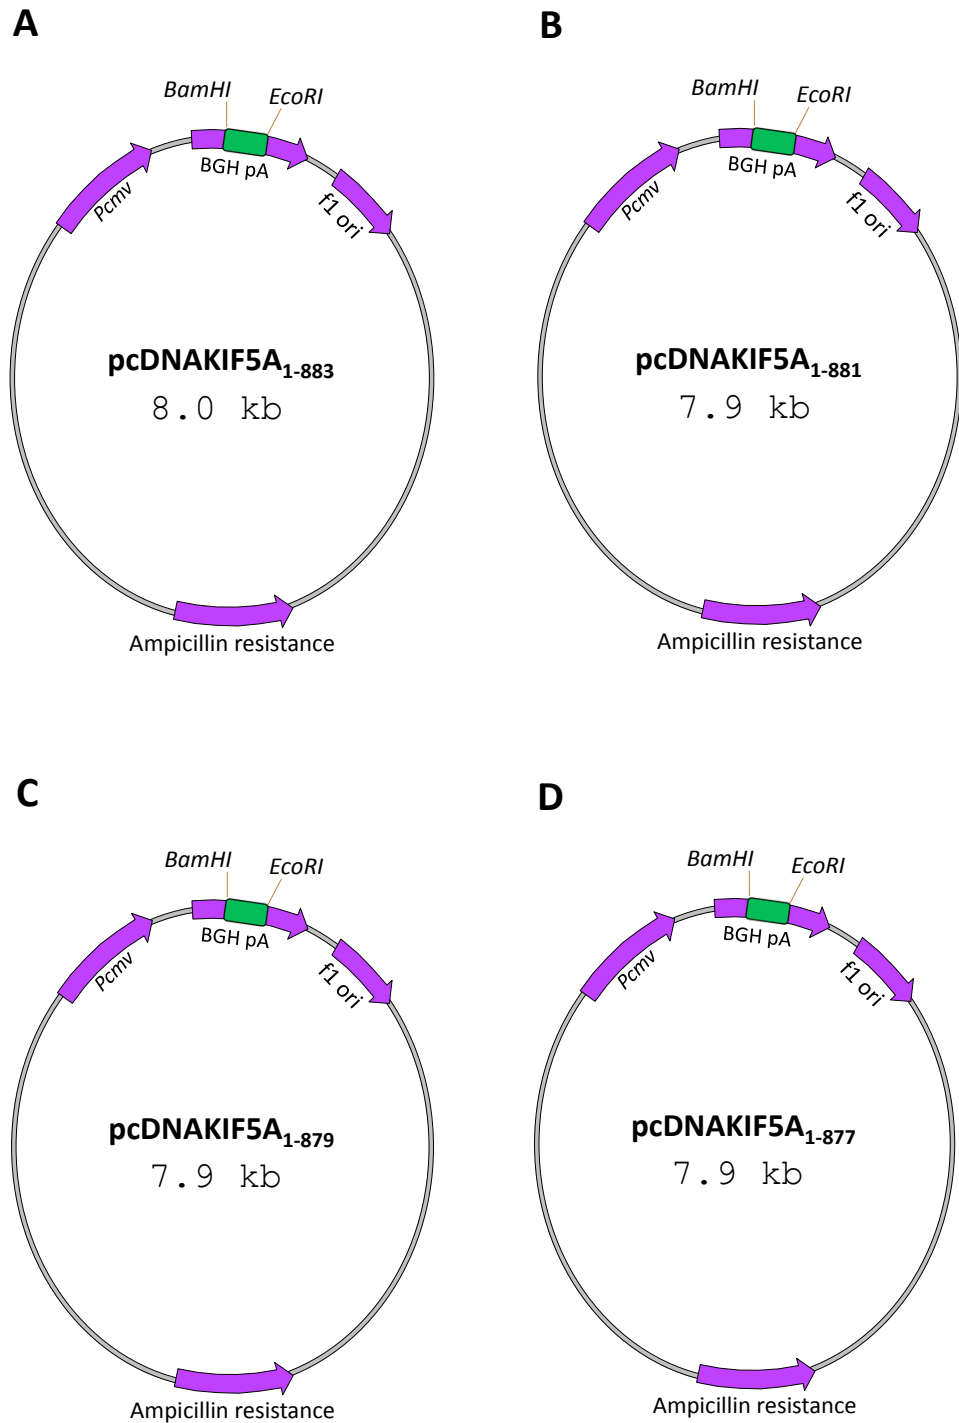 A
B
BamHI
EcoRI
BGH pA
Pcmv
f1 ori
pcDNAKIF5A1-883
8.0 kb
Ampicillin resistance
BamHI
EcoRI
BGH pA
Pcmv
f1 ori
pcDNAKIF5A1-881
7.9 kb
Ampicillin resistance
C
D
BamHI
EcoRI
BGH pA
Pcmv
f1 ori
pcDNAKIF5A1-879
7.9 kb
Ampicillin resistance
BamHI
EcoRI
BGH pA
Pcmv
f1 ori
pcDNAKIF5A1-877
7.9 kb
Ampicillin resistance